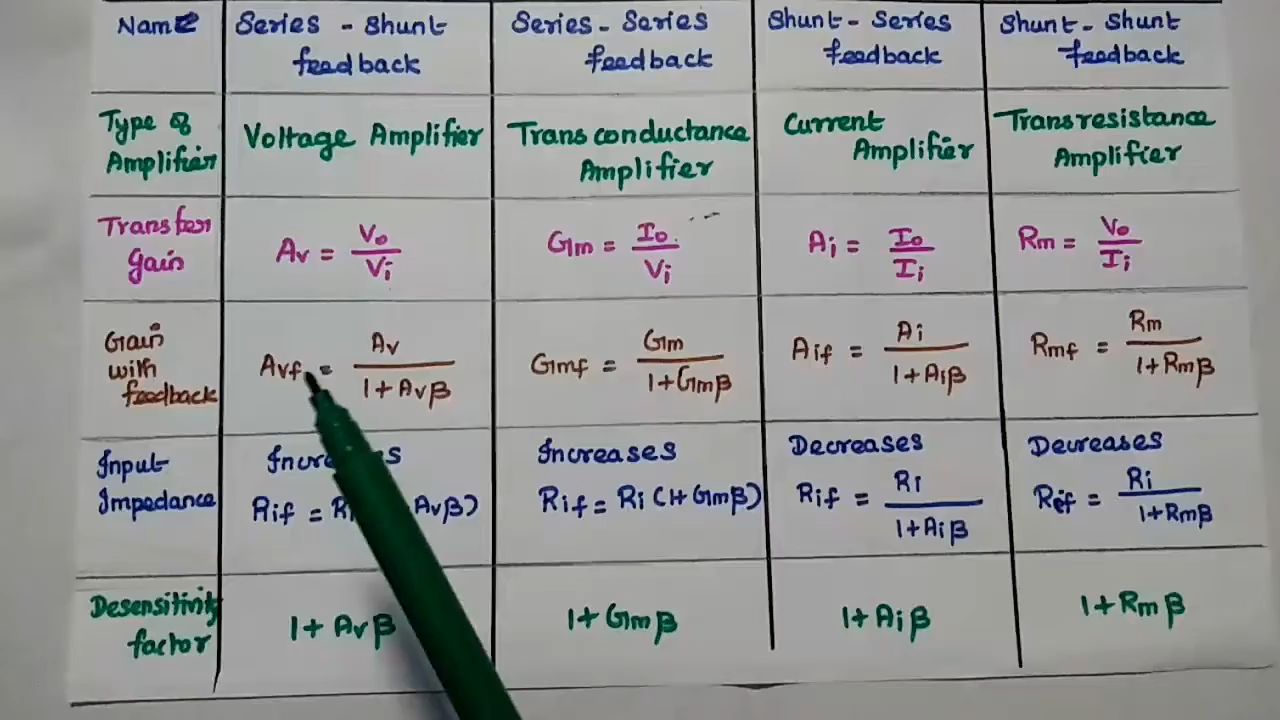 Name
Series - Shunt
feedback
Series - Series
feedback
Shunt - Series
feedback
Shunt - Shunt
feedback
Type of
Amplifier
Voltage Amplifier
Transconductance
Amplifier
Current
Amplifier
Transresistance
Amplifier
Transfer
gain
Av = Vo/Vi
Gm = Io/Vi
Ai = Io/Ii
Rm = Vo/Ii
Gain
with
feedback
Avf = Av/1+Avβ
Gmf = Gm/1+Gmβ
Aif = Ai/1+Aiβ
Rmf = Rm/1+Rmβ
Input
Impedance
Rif = Ri Avβ)
Increases
Rif = Ri (1+Gmβ)
Decreases
Rif = Ri/1+Aiβ
Decreases
Rif = Ri/1+Rmβ
Desensitivity
factor
1+ Avβ
1+ Gmβ
1+ Aiβ
1+ Rmβ